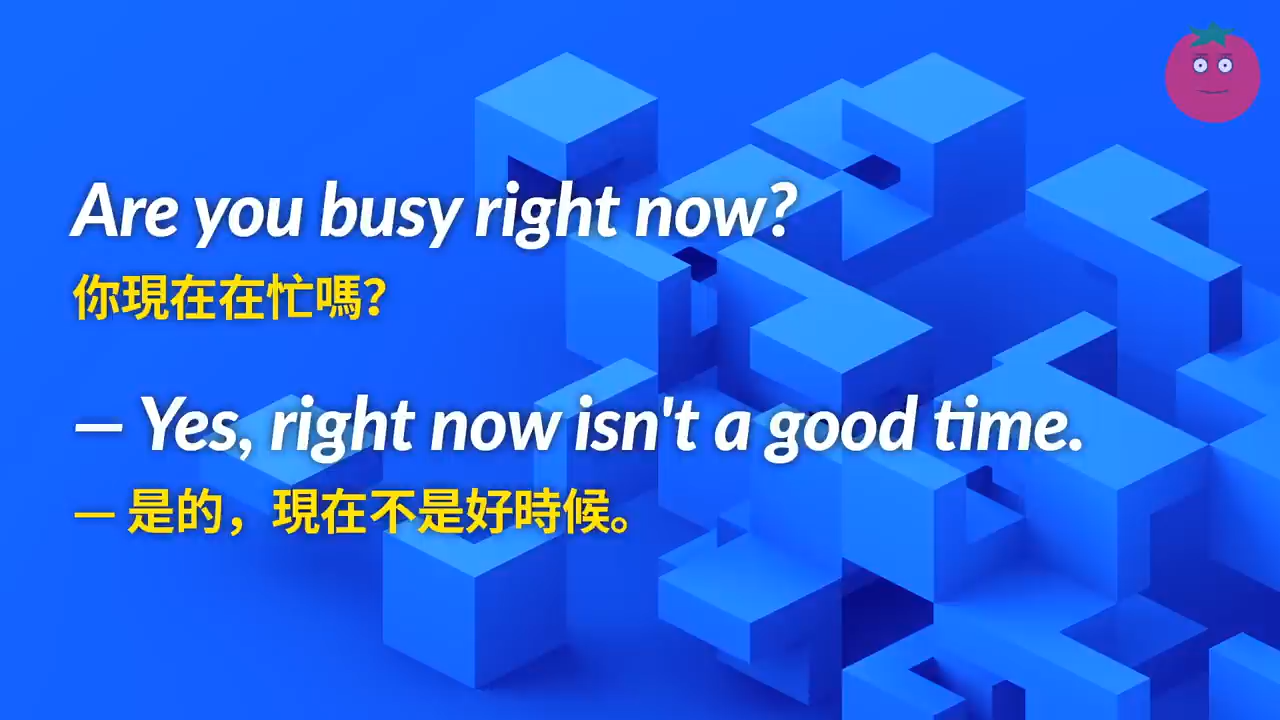 Are you busy right now?
你現在在忙嗎？
— Yes, right now isn't a good time.
— 是的，現在不是好時候。